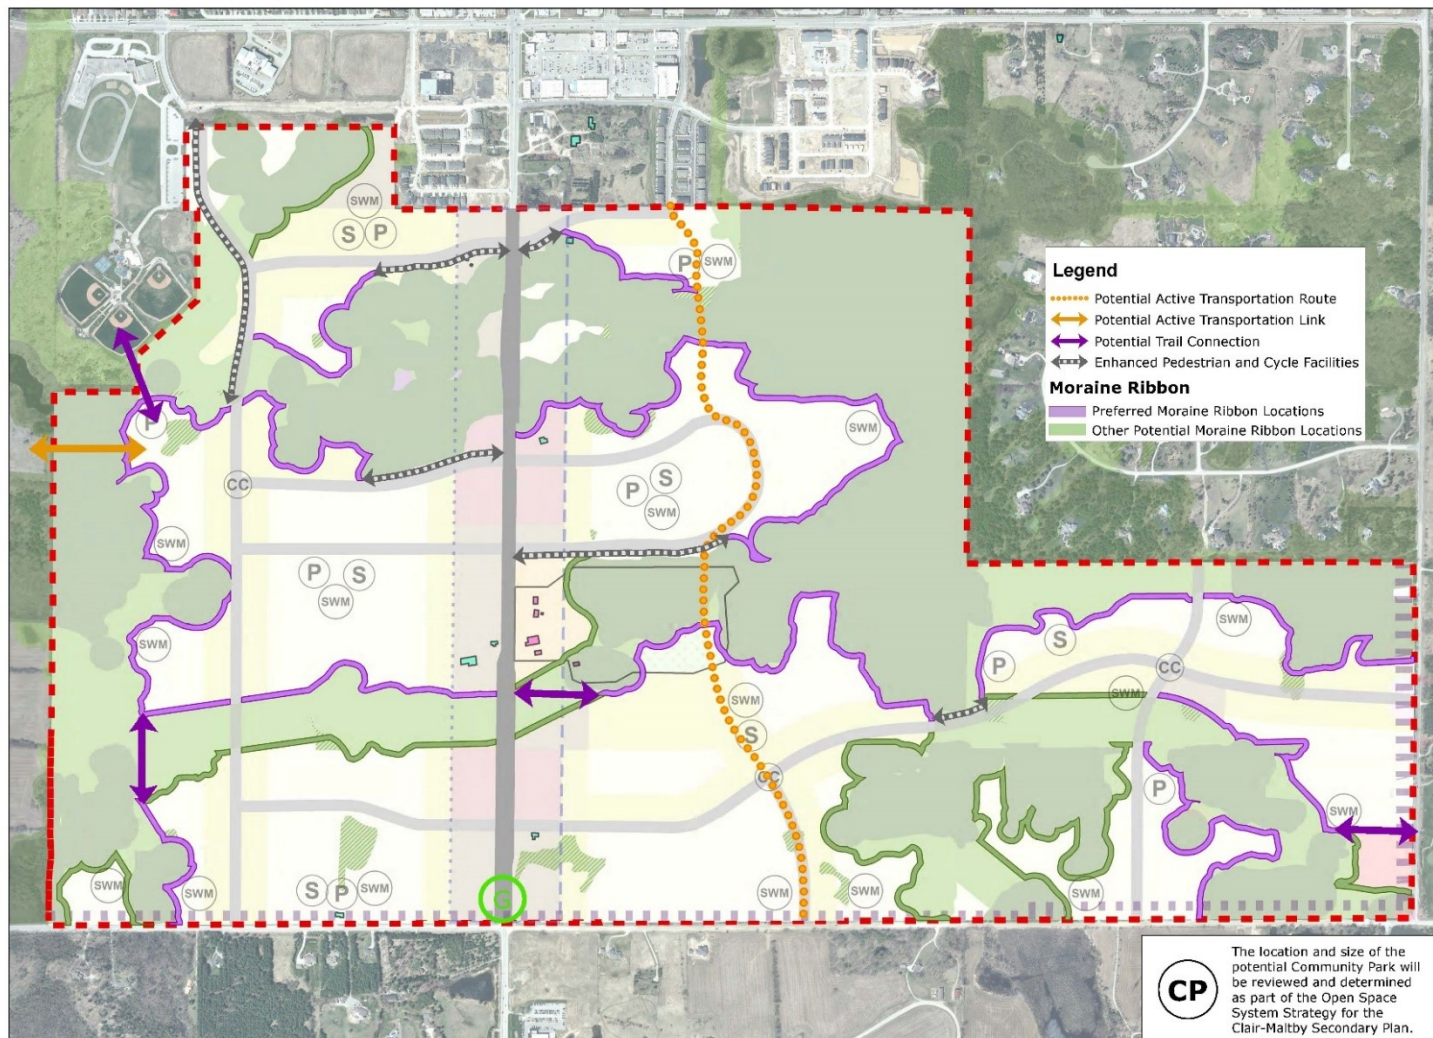 SWM
S P
P SWM
Legend
Potential Active Transportation Route
Potential Active Transportation Link
Potential Trail Connection
Enhanced Pedestrian and Cycle Facilities
Moraine Ribbon
Preferred Moraine Ribbon Locations
Other Potential Moraine Ribbon Locations
P
SWM
CC
P S
SWM
SWM
P S
SWM
SWM
SWM
S
P
CC
SWM
SWM
S
CC
P
SWM
SWM
SWM
S P SWM
G
SWM
SWM
SWM
CP
The location and size of the
potential Community Park will
be reviewed and determined
as part of the Open Space
System Strategy for the
Clair-Maltby Secondary Plan.